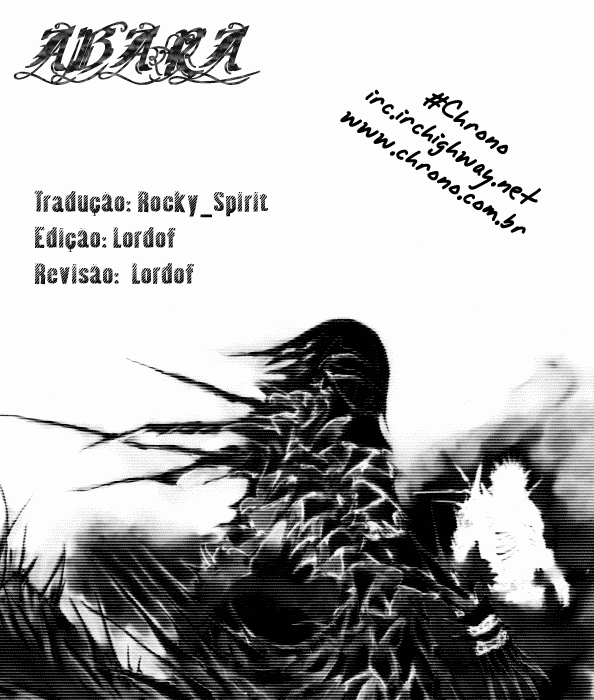 ABARA
#Chrono
irc.irchighway.net
www.chrono.com.br
Tradução: Rocky_Spirit
Edição: Lordof
Revisão: Lordof